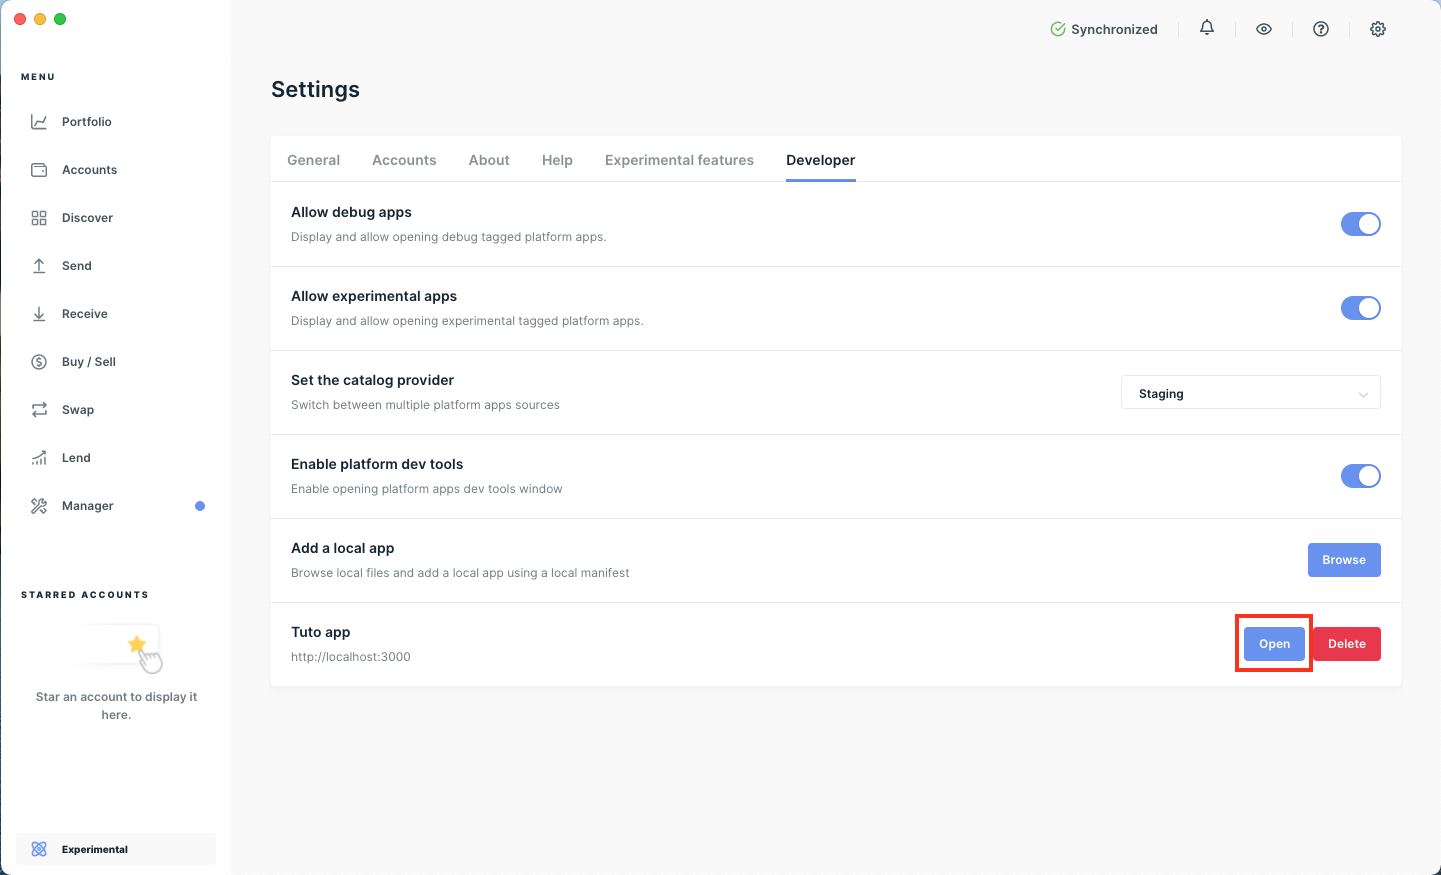 MENU
Portfolio
Accounts
Discover
Send
Receive
Buy / Sell
Swap
Lend
Manager
STARRED ACCOUNTS
Star an account to display it
here.
Experimental
Synchronized
Settings
General Accounts About Help Experimental features Developer
Allow debug apps
Display and allow opening debug tagged platform apps.
Allow experimental apps
Display and allow opening experimental tagged platform apps.
Set the catalog provider
Switch between multiple platform apps sources
Staging
Enable platform dev tools
Enable opening platform apps dev tools window
Add a local app
Browse local files and add a local app using a local manifest
Browse
Tuto app
http://localhost:3000
Open Delete